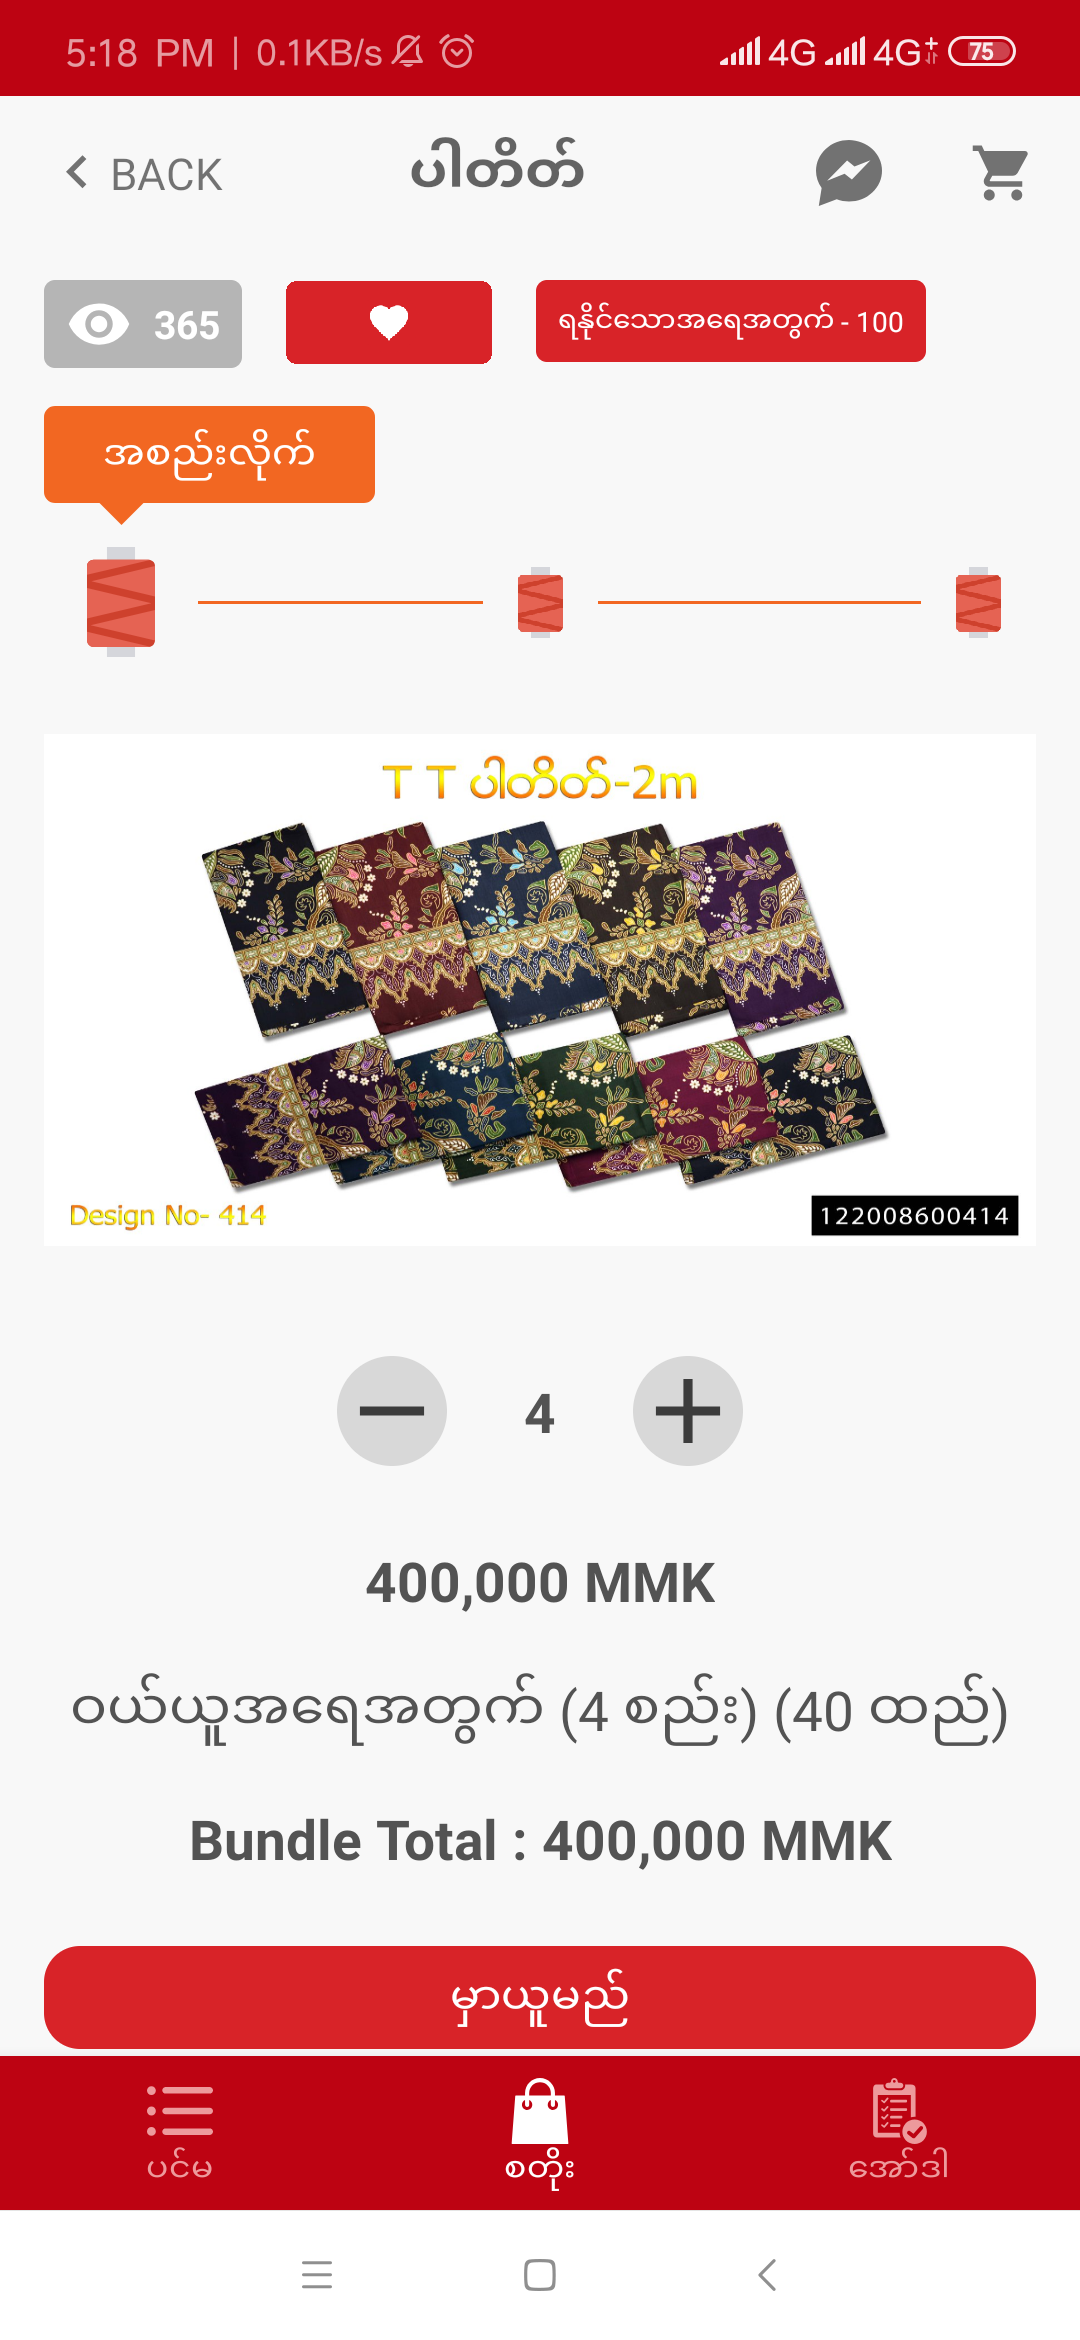 5:18 PM | 0.1KB/s 4G 4G+ 75
BACK ပါတိတ်
365 ရနိုင်သောအရေအတွက် - 100
အစည်းလိုက်
T T ပါတိတ်-2m
Design No- 414 122008600414
4
400,000 MMK
ဝယ်ယူအရေအတွက် (4 စည်း) (40 ထည်)
Bundle Total : 400,000 MMK
မှာယူမည်
ပင်မ စတိုး အော်ဒါ